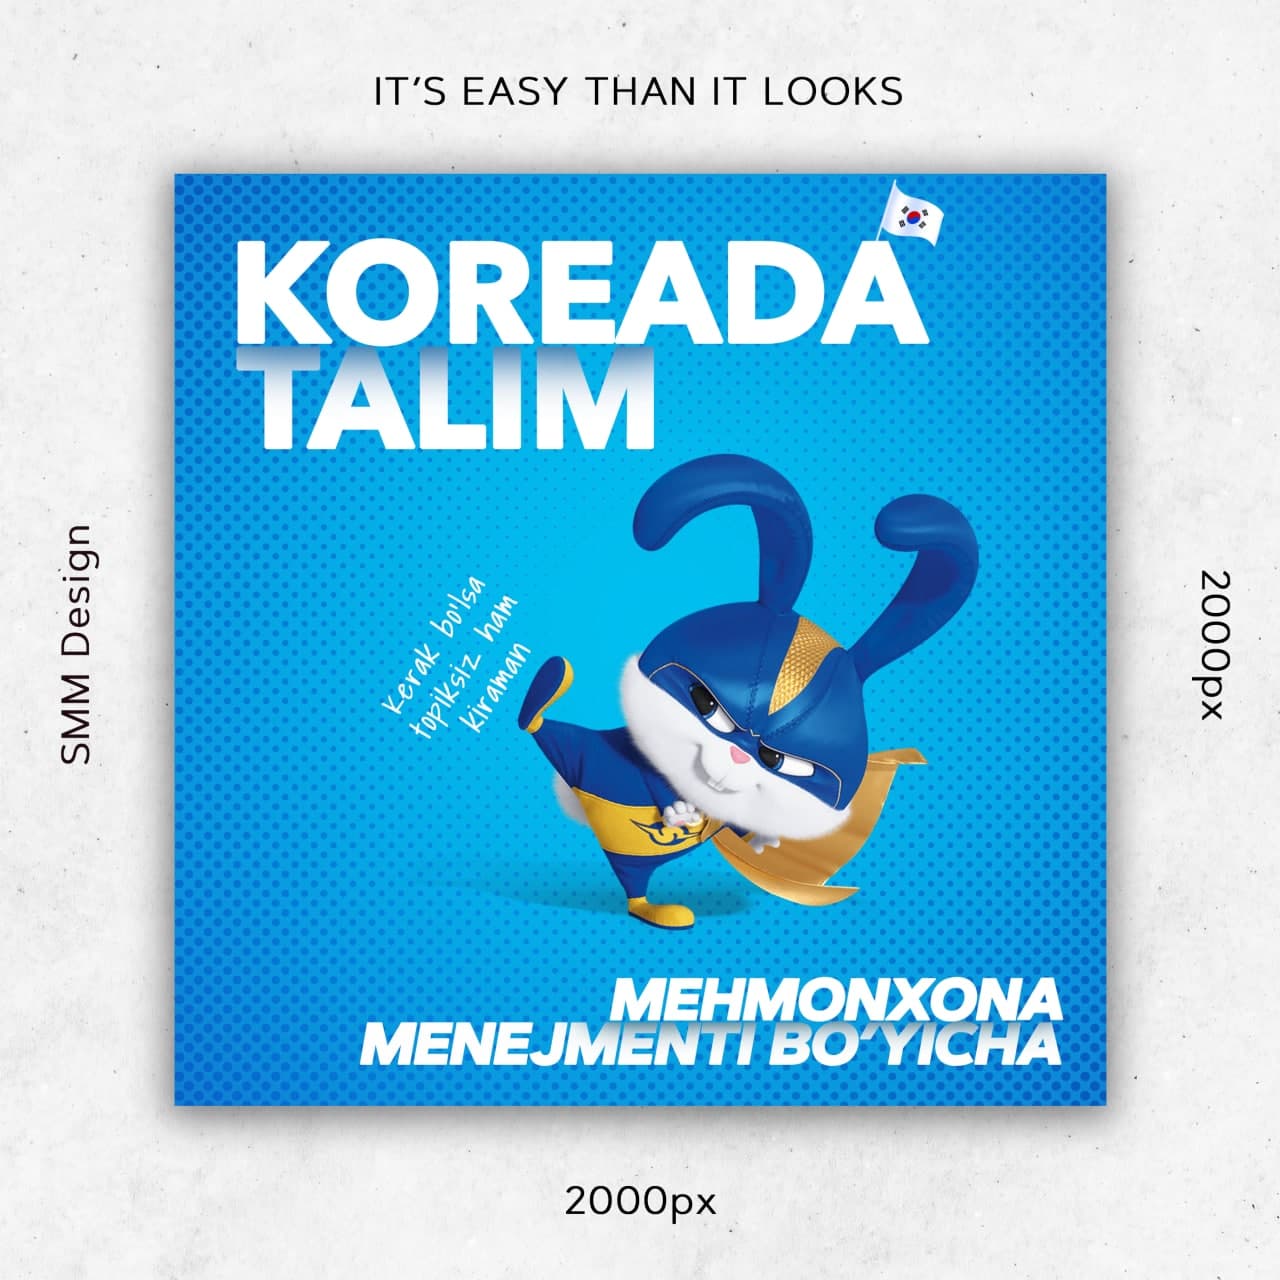 IT'S EASY THAN IT LOOKS
KOREADA
TALIM
SMM Design
Kerak bo'lsa
topiksiz ham
kiraman
2000px
MEHMONXONA
MENEJMENTI BO'YICHA
2000px